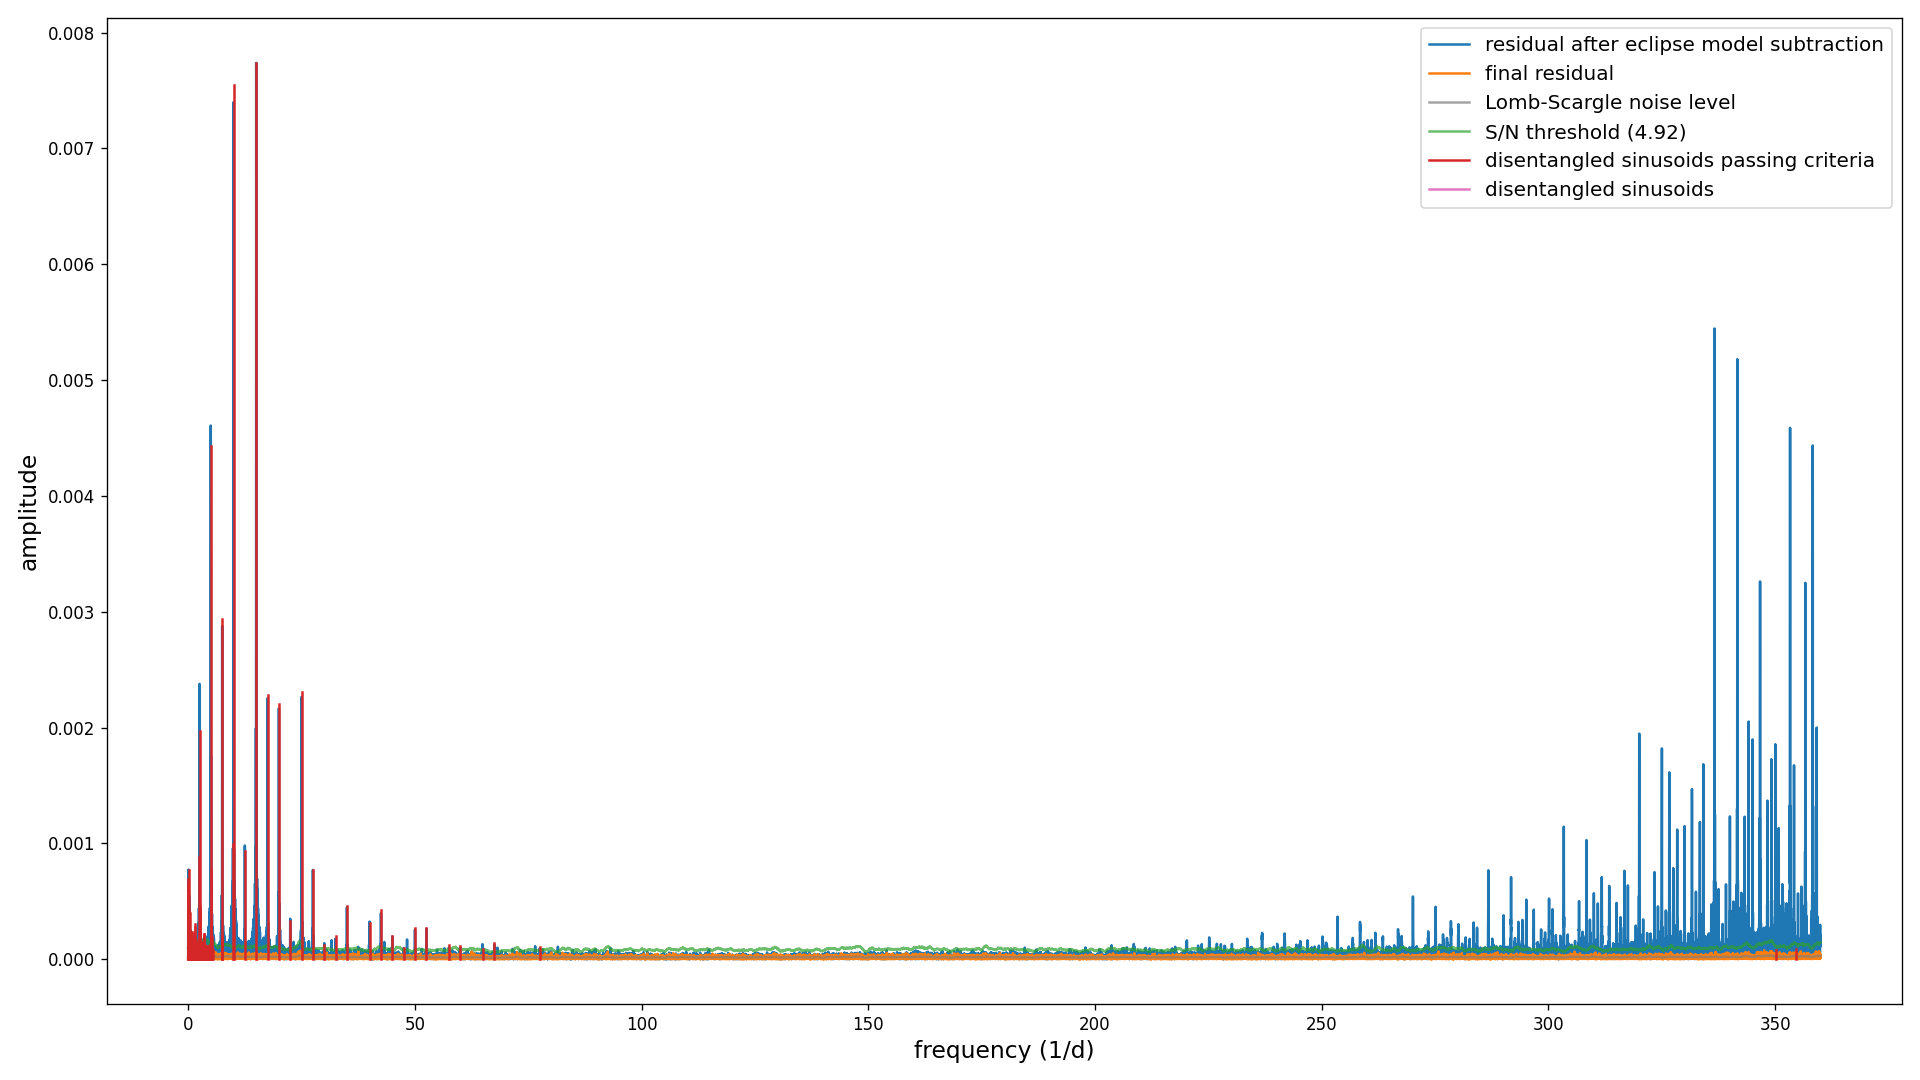 residual after eclipse model subtraction
final residual
Lomb-Scargle noise level
S/N threshold (4.92)
disentangled sinusoids passing criteria
disentangled sinusoids
0.008
0.007
0.006
0.005
0.004
0.003
0.002
0.001
0.000
amplitude
0 50 100 150 200 250 300 350
frequency (1/d)